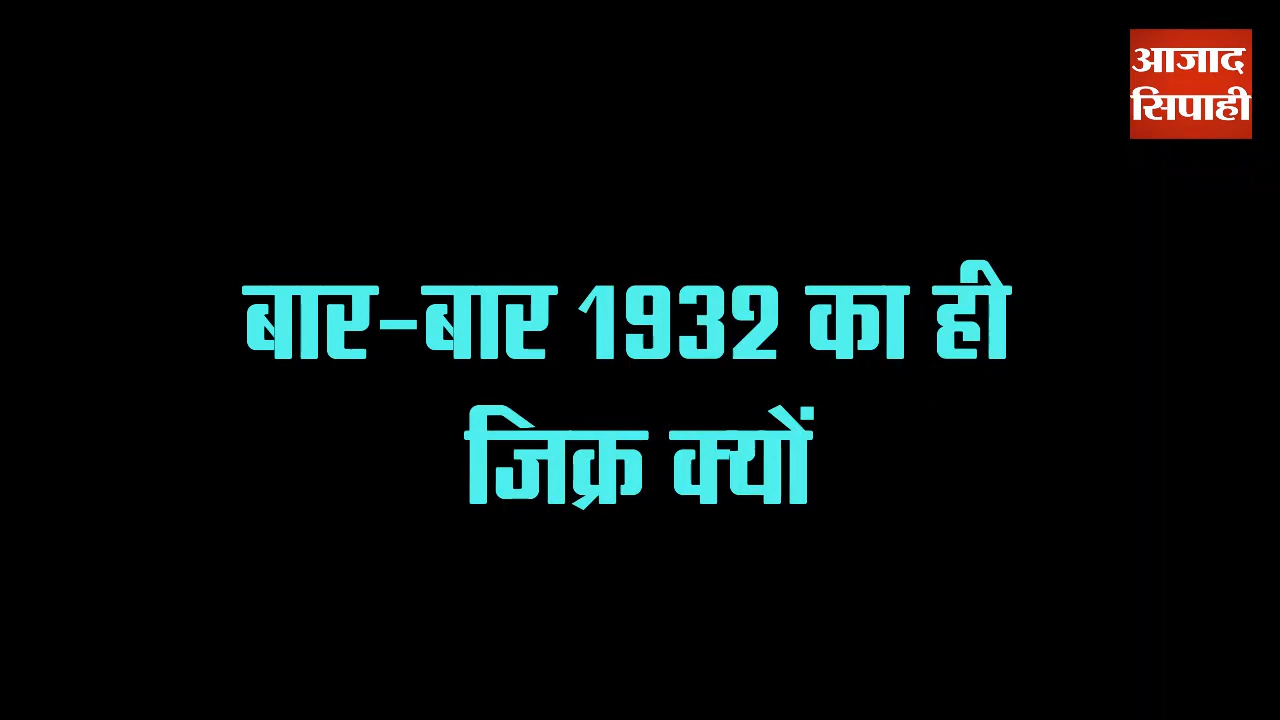 आजाद
सिपाही
बार-बार 1932 का ही
जिक्र क्यों